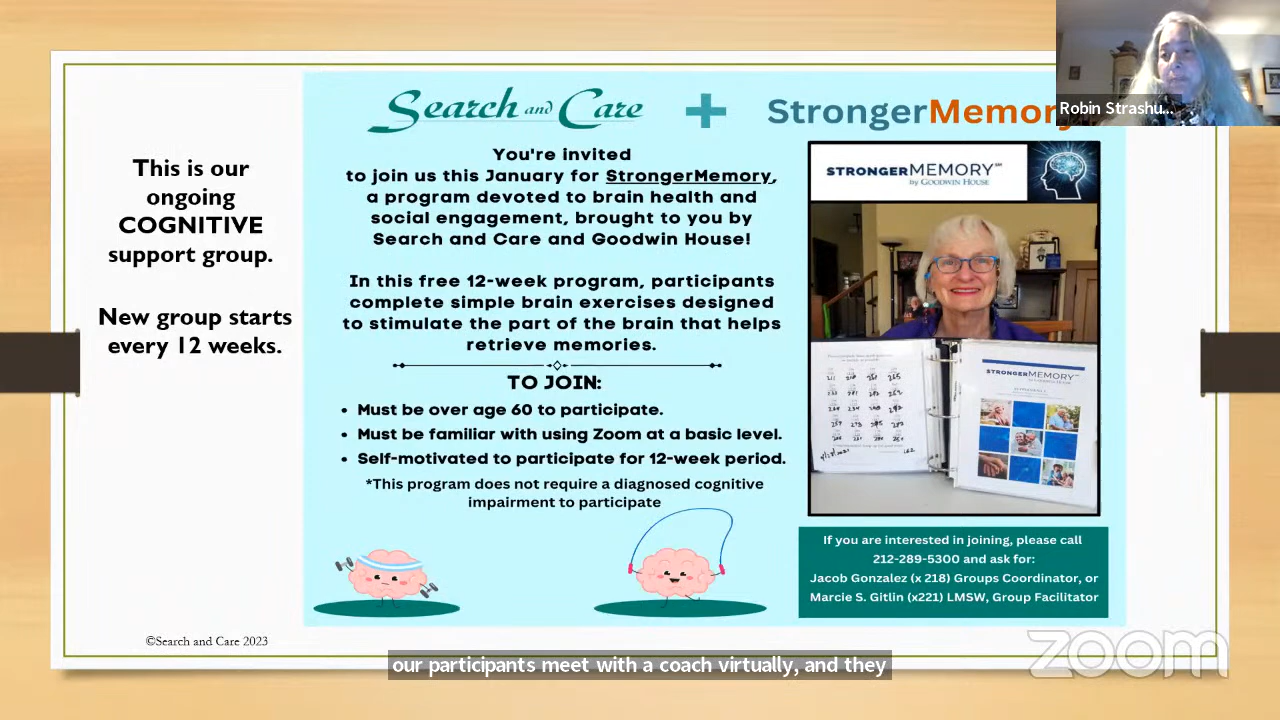 Robin Strashu...
This is our
ongoing
COGNITIVE
support group.
New group starts
every 12 weeks.
Search and Care + StrongerMemory
You're invited
to join us this January for StrongerMemory,
a program devoted to brain health and
social engagement, brought to you by
Search and Care and Goodwin House!
In this free 12-week program, participants
complete simple brain exercises designed
to stimulate the part of the brain that helps
retrieve memories.
TO JOIN:
• Must be over age 60 to participate.
• Must be familiar with using Zoom at a basic level.
• Self-motivated to participate for 12-week period.
*This program does not require a diagnosed cognitive
impairment to participate
STRONGERMEMORY℠
by GOODWIN HOUSE
STRONGERMEMORY
If you are interested in joining, please call
212-289-5300 and ask for:
Jacob Gonzalez (x 218) Groups Coordinator, or
Marcie S. Gitlin (x221) LMSW, Group Facilitator
©Search and Care 2023
zoom
our participants meet with a coach virtually, and they